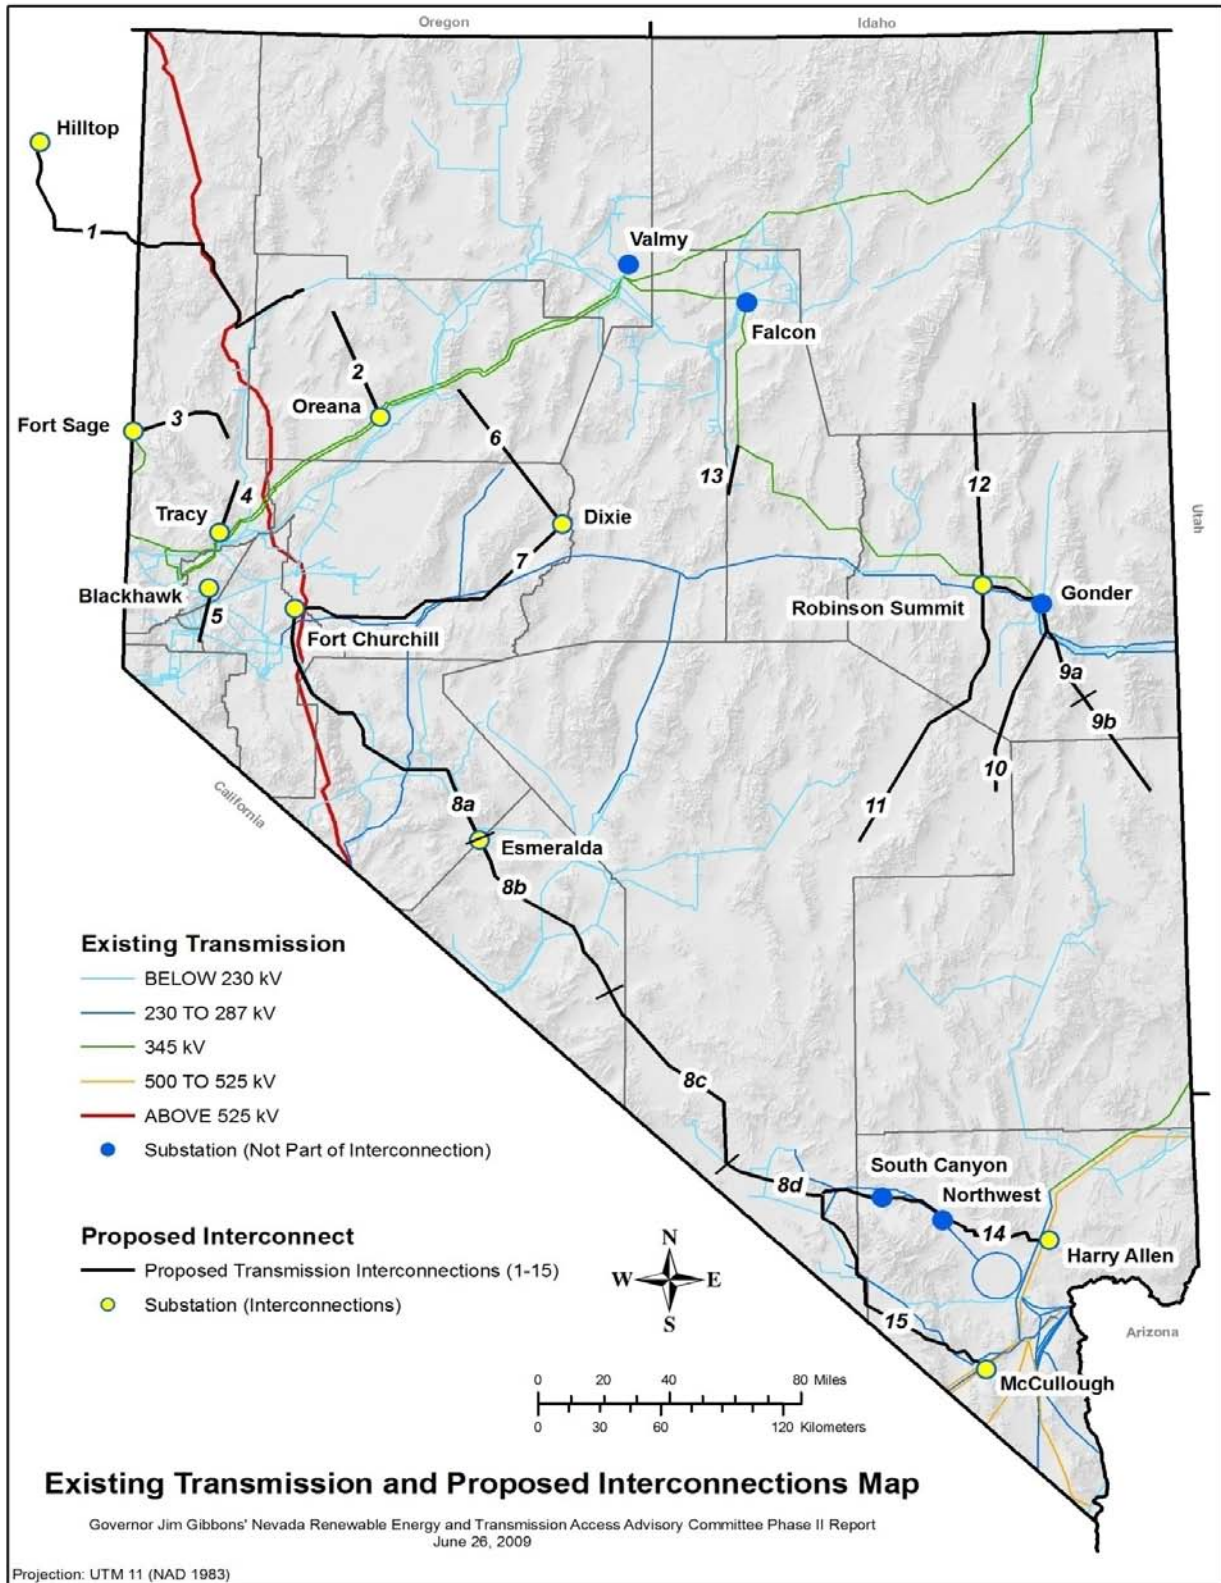 Oregon
Idaho
Hilltop
1
Valmy
Falcon
2
Oreana
Fort Sage
3
6
4
13
12
Tracy
Dixie
Utah
7
Blackhawk
5
Robinson Summit
Gonder
Fort Churchill
9a
9b
10
California
8a
11
Esmeralda
8b
Existing Transmission
BELOW 230 kV
230 TO 287 kV
345 kV
500 TO 525 kV
ABOVE 525 kV
Substation (Not Part of Interconnection)
8c
South Canyon
8d
Northwest
14
Harry Allen
Proposed Interconnect
Proposed Transmission Interconnections (1-15)
Substation (Interconnections)
N
W E
S
15
Arizona
McCullough
0 20 40 80 Miles
0 30 60 120 Kilometers
Existing Transmission and Proposed Interconnections Map
Governor Jim Gibbons' Nevada Renewable Energy and Transmission Access Advisory Committee Phase II Report
June 26, 2009
Projection: UTM 11 (NAD 1983)